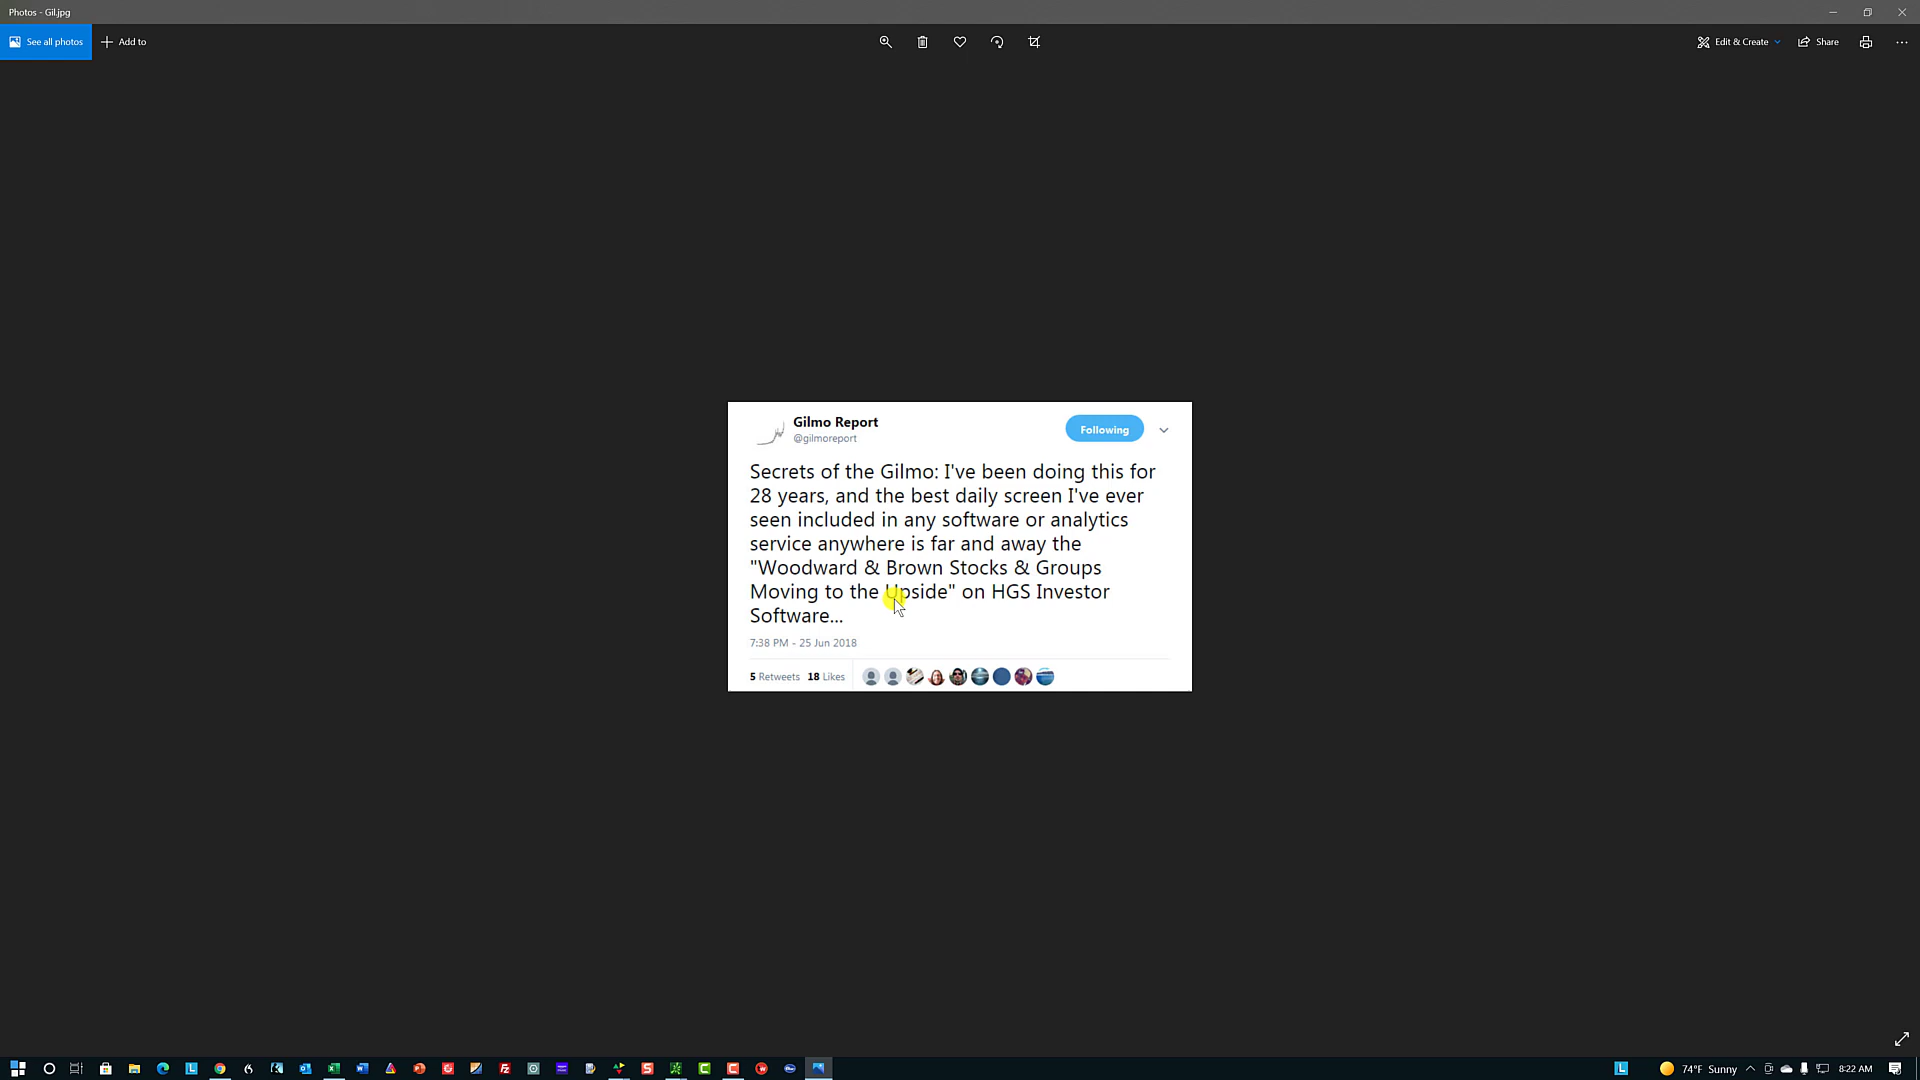 Photos - Gil.jpg
See all photos
Add to
Edit & Create
Share
Gilmo Report
@gilmoreport
Following
Secrets of the Gilmo: I've been doing this for
28 years, and the best daily screen I've ever
seen included in any software or analytics
service anywhere is far and away the
"Woodward & Brown Stocks & Groups
Moving to the Upside" on HGS Investor
Software...
7:38 PM - 25 Jun 2018
5 Retweets 18 Likes
74°F Sunny
8:22 AM